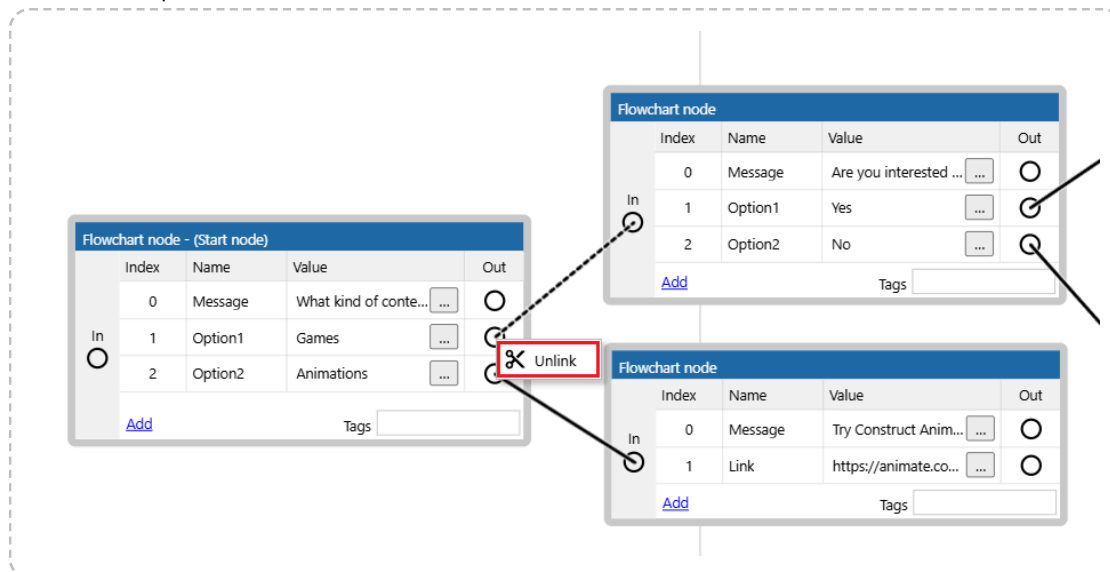 Flowchart node - (Start node)
Index Name Value Out
0 Message What kind of conte... ...
In
1 Option1 Games ...
2 Option2 Animations ...
Add Tags
Unlink
Flowchart node
Index Name Value Out
0 Message Are you interested ... ...
In
1 Option1 Yes ...
2 Option2 No ...
Add Tags
Flowchart node
Index Name Value Out
0 Message Try Construct Anim... ...
In
1 Link https://animate.co... ...
Add Tags